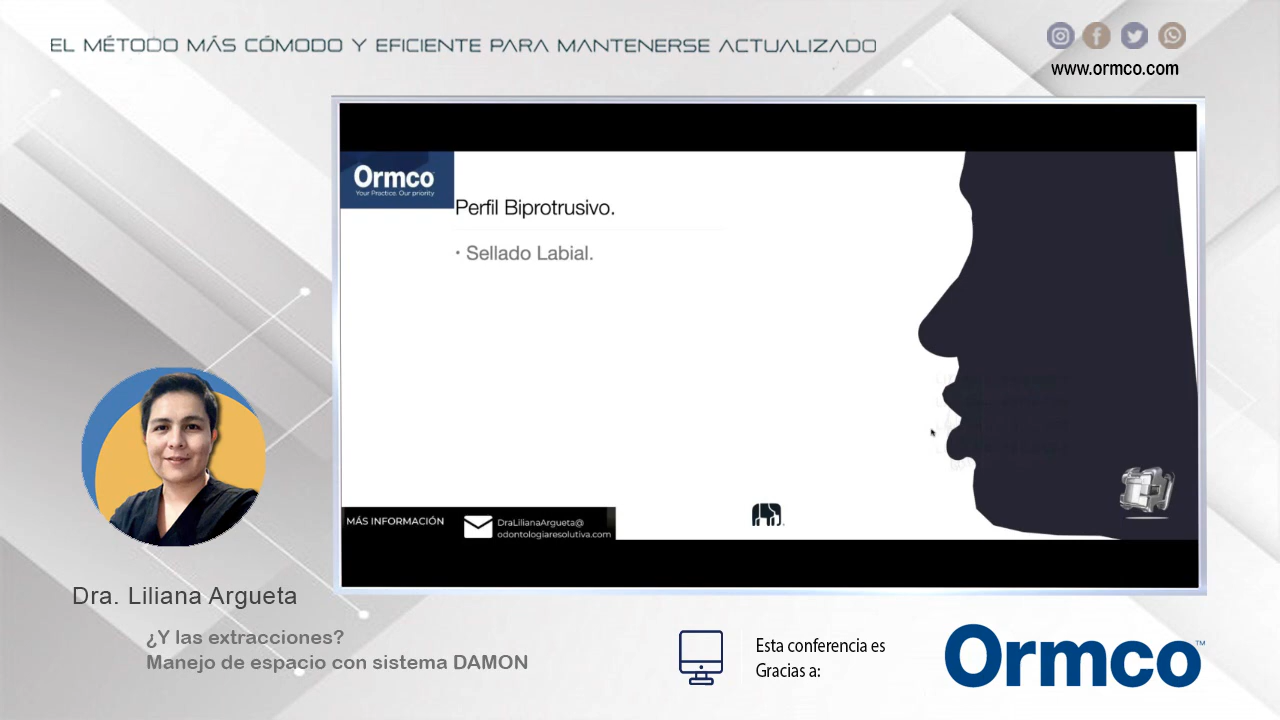 EL MÉTODO MÁS CÓMODO Y EFICIENTE PARA MANTENERSE ACTUALIZADO
www.ormco.com
Ormco
Your Practice. Our priority
Perfil Biprotrusivo.
• Sellado Labial.
MÁS INFORMACIÓN
DraLilianaArgueta@
odontologiaresolutiva.com
Dra. Liliana Argueta
¿Y las extracciones?
Manejo de espacio con sistema DAMON
Esta conferencia es
Gracias a:
Ormco™